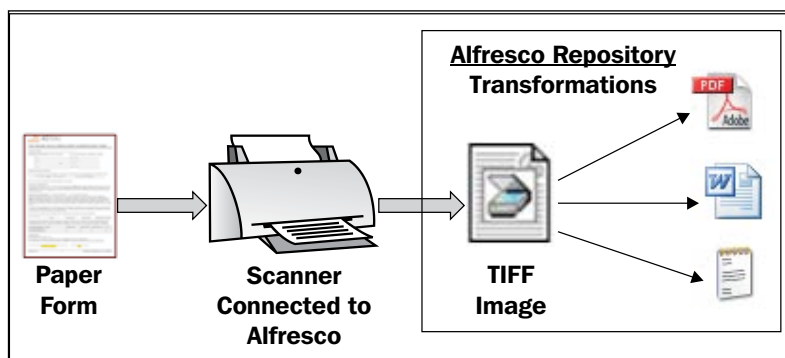 Alfresco Repository
Transformations
PDF
Adobe
W
Paper
Form
Scanner
Connected to
Alfresco
TIFF
Image